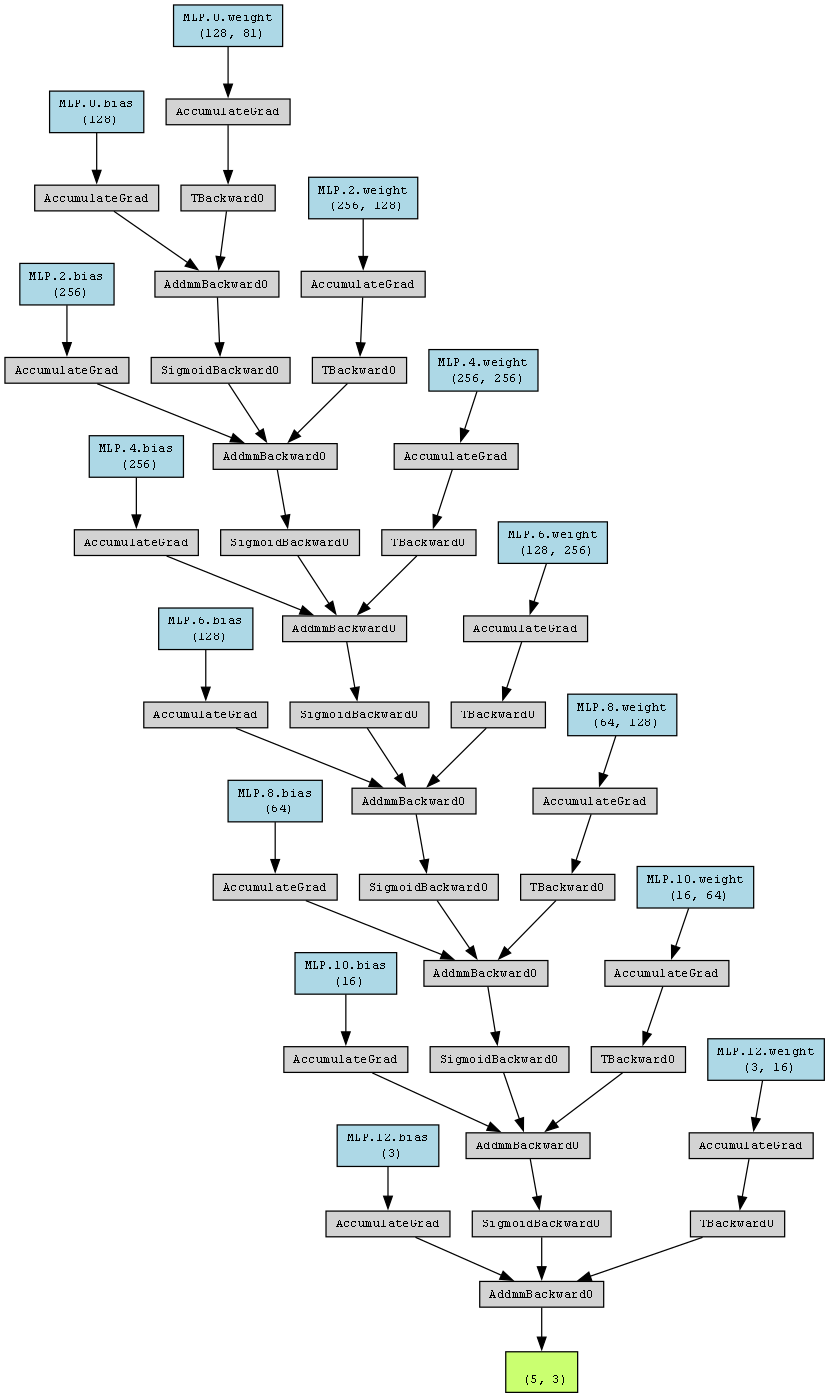 MLP.0.weight
(128, 81)
MLP.0.bias
(128)
AccumulateGrad
AccumulateGrad
TBackward0
MLP.2.weight
(256, 128)
MLP.2.bias
(256)
AddmmBackward0
AccumulateGrad
AccumulateGrad
SigmoidBackward0
TBackward0
MLP.4.weight
(256, 256)
MLP.4.bias
(256)
AddmmBackward0
AccumulateGrad
AccumulateGrad
SigmoidBackward0
TBackward0
MLP.6.weight
(128, 256)
MLP.6.bias
(128)
AddmmBackward0
AccumulateGrad
AccumulateGrad
SigmoidBackward0
TBackward0
MLP.8.weight
(64, 128)
MLP.8.bias
(64)
AddmmBackward0
AccumulateGrad
AccumulateGrad
SigmoidBackward0
TBackward0
MLP.10.weight
(16, 64)
MLP.10.bias
(16)
AddmmBackward0
AccumulateGrad
AccumulateGrad
SigmoidBackward0
TBackward0
MLP.12.weight
(3, 16)
MLP.12.bias
(3)
AddmmBackward0
AccumulateGrad
AccumulateGrad
SigmoidBackward0
TBackward0
AddmmBackward0
(5, 3)